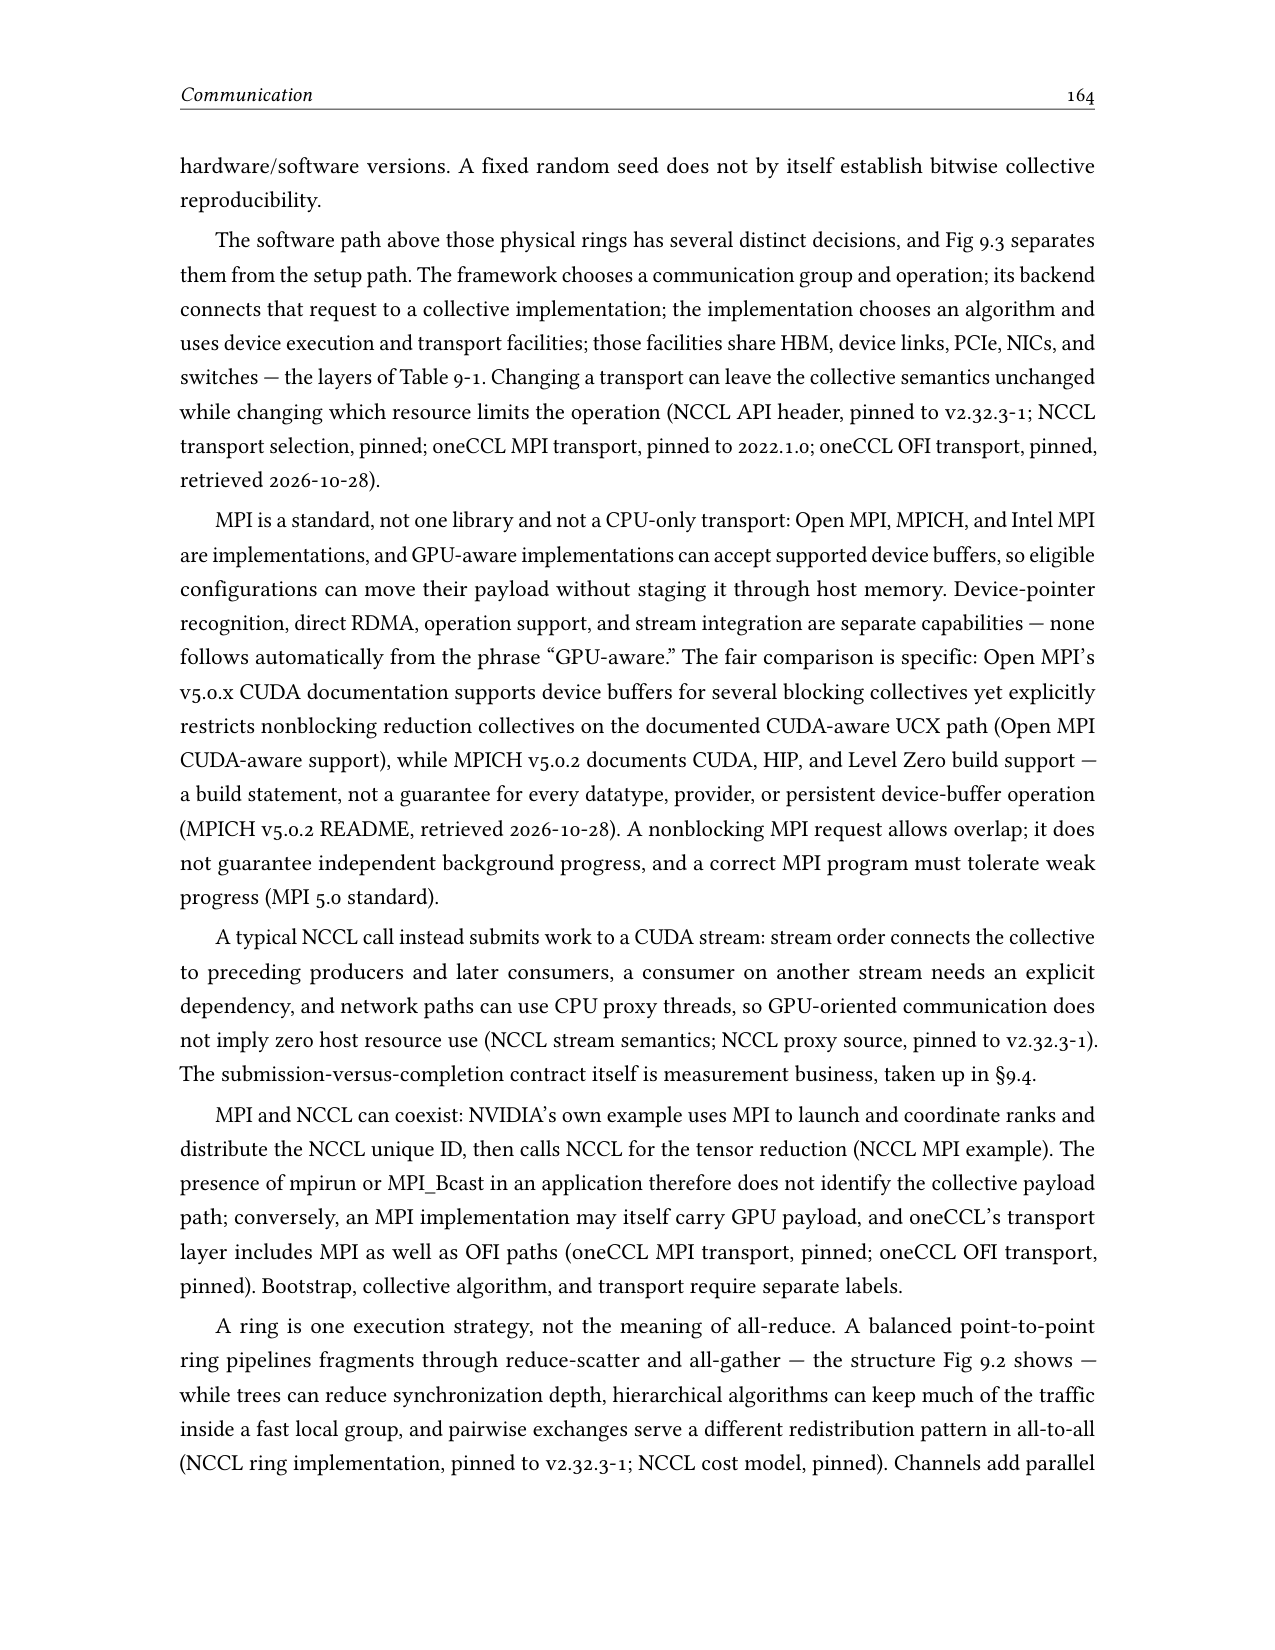 Communication 164
hardware/software versions. A fixed random seed does not by itself establish bitwise collective
reproducibility.
The software path above those physical rings has several distinct decisions, and Fig 9.3 separates
them from the setup path. The framework chooses a communication group and operation; its backend
connects that request to a collective implementation; the implementation chooses an algorithm and
uses device execution and transport facilities; those facilities share HBM, device links, PCIe, NICs, and
switches — the layers of Table 9-1. Changing a transport can leave the collective semantics unchanged
while changing which resource limits the operation (NCCL API header, pinned to v2.32.3-1; NCCL
transport selection, pinned; oneCCL MPI transport, pinned to 2022.1.0; oneCCL OFI transport, pinned,
retrieved 2026-10-28).
MPI is a standard, not one library and not a CPU-only transport: Open MPI, MPICH, and Intel MPI
are implementations, and GPU-aware implementations can accept supported device buffers, so eligible
configurations can move their payload without staging it through host memory. Device-pointer
recognition, direct RDMA, operation support, and stream integration are separate capabilities — none
follows automatically from the phrase “GPU-aware.” The fair comparison is specific: Open MPI’s
v5.0.x CUDA documentation supports device buffers for several blocking collectives yet explicitly
restricts nonblocking reduction collectives on the documented CUDA-aware UCX path (Open MPI
CUDA-aware support), while MPICH v5.0.2 documents CUDA, HIP, and Level Zero build support —
a build statement, not a guarantee for every datatype, provider, or persistent device-buffer operation
(MPICH v5.0.2 README, retrieved 2026-10-28). A nonblocking MPI request allows overlap; it does
not guarantee independent background progress, and a correct MPI program must tolerate weak
progress (MPI 5.0 standard).
A typical NCCL call instead submits work to a CUDA stream: stream order connects the collective
to preceding producers and later consumers, a consumer on another stream needs an explicit
dependency, and network paths can use CPU proxy threads, so GPU-oriented communication does
not imply zero host resource use (NCCL stream semantics; NCCL proxy source, pinned to v2.32.3-1).
The submission-versus-completion contract itself is measurement business, taken up in §9.4.
MPI and NCCL can coexist: NVIDIA’s own example uses MPI to launch and coordinate ranks and
distribute the NCCL unique ID, then calls NCCL for the tensor reduction (NCCL MPI example). The
presence of mpirun or MPI_Bcast in an application therefore does not identify the collective payload
path; conversely, an MPI implementation may itself carry GPU payload, and oneCCL’s transport
layer includes MPI as well as OFI paths (oneCCL MPI transport, pinned; oneCCL OFI transport,
pinned). Bootstrap, collective algorithm, and transport require separate labels.
A ring is one execution strategy, not the meaning of all-reduce. A balanced point-to-point
ring pipelines fragments through reduce-scatter and all-gather — the structure Fig 9.2 shows —
while trees can reduce synchronization depth, hierarchical algorithms can keep much of the traffic
inside a fast local group, and pairwise exchanges serve a different redistribution pattern in all-to-all
(NCCL ring implementation, pinned to v2.32.3-1; NCCL cost model, pinned). Channels add parallel